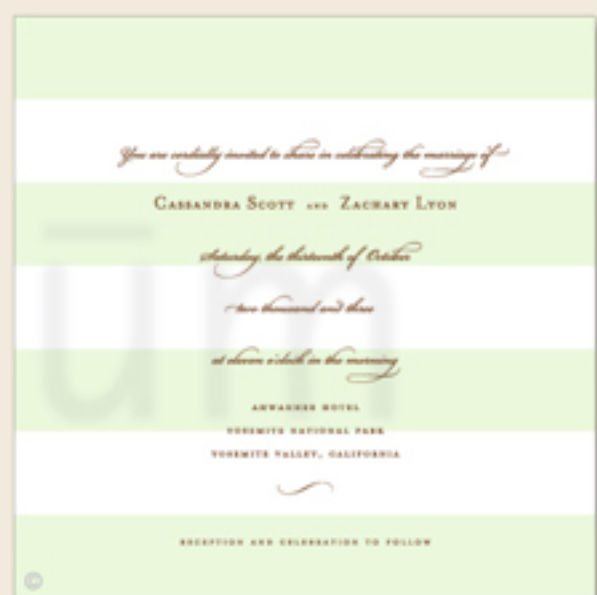 You are cordially invited to share in celebrating the marriage of
CASSANDRA SCOTT AND ZACHARY LYON
Saturday, the thirteenth of October
two thousand and three
at eleven o'clock in the morning
AHWAHNEE HOTEL
YOSEMITE NATIONAL PARK
YOSEMITE VALLEY, CALIFORNIA
RECEPTION AND CELEBRATION TO FOLLOW
ūm
©